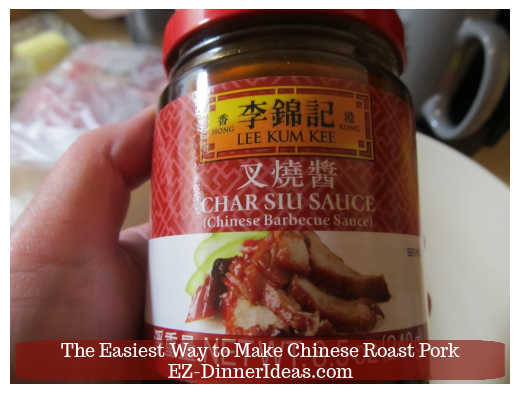 香 李錦記 港
HONG KONG
LEE KUM KEE
叉燒醬
CHAR SIU SAUCE
(Chinese Barbecue Sauce)
The Easiest Way to Make Chinese Roast Pork
EZ-DinnerIdeas.com